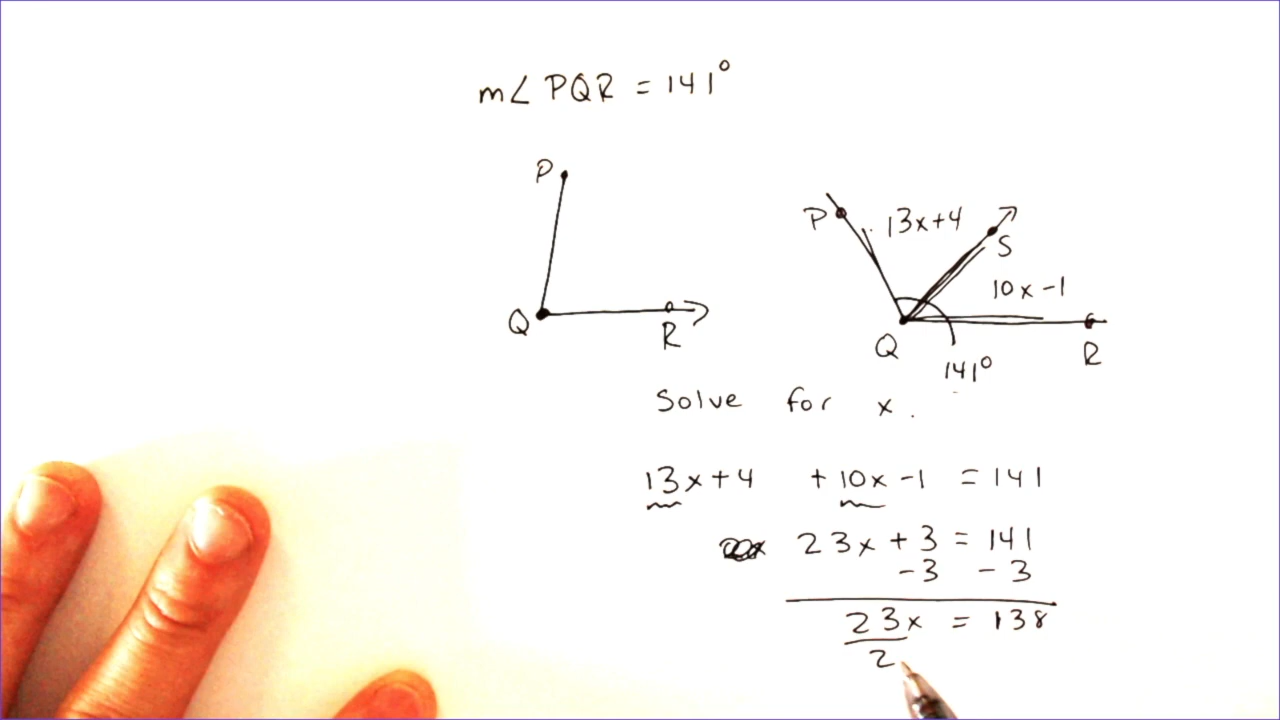 m∠ PQR = 141°
P
Q
R
P
13x+4
S
10x-1
Q
R
141°
Solve for x.
13x+4 +10x-1 = 141
23x+3 = 141
-3 -3
23x = 138
2